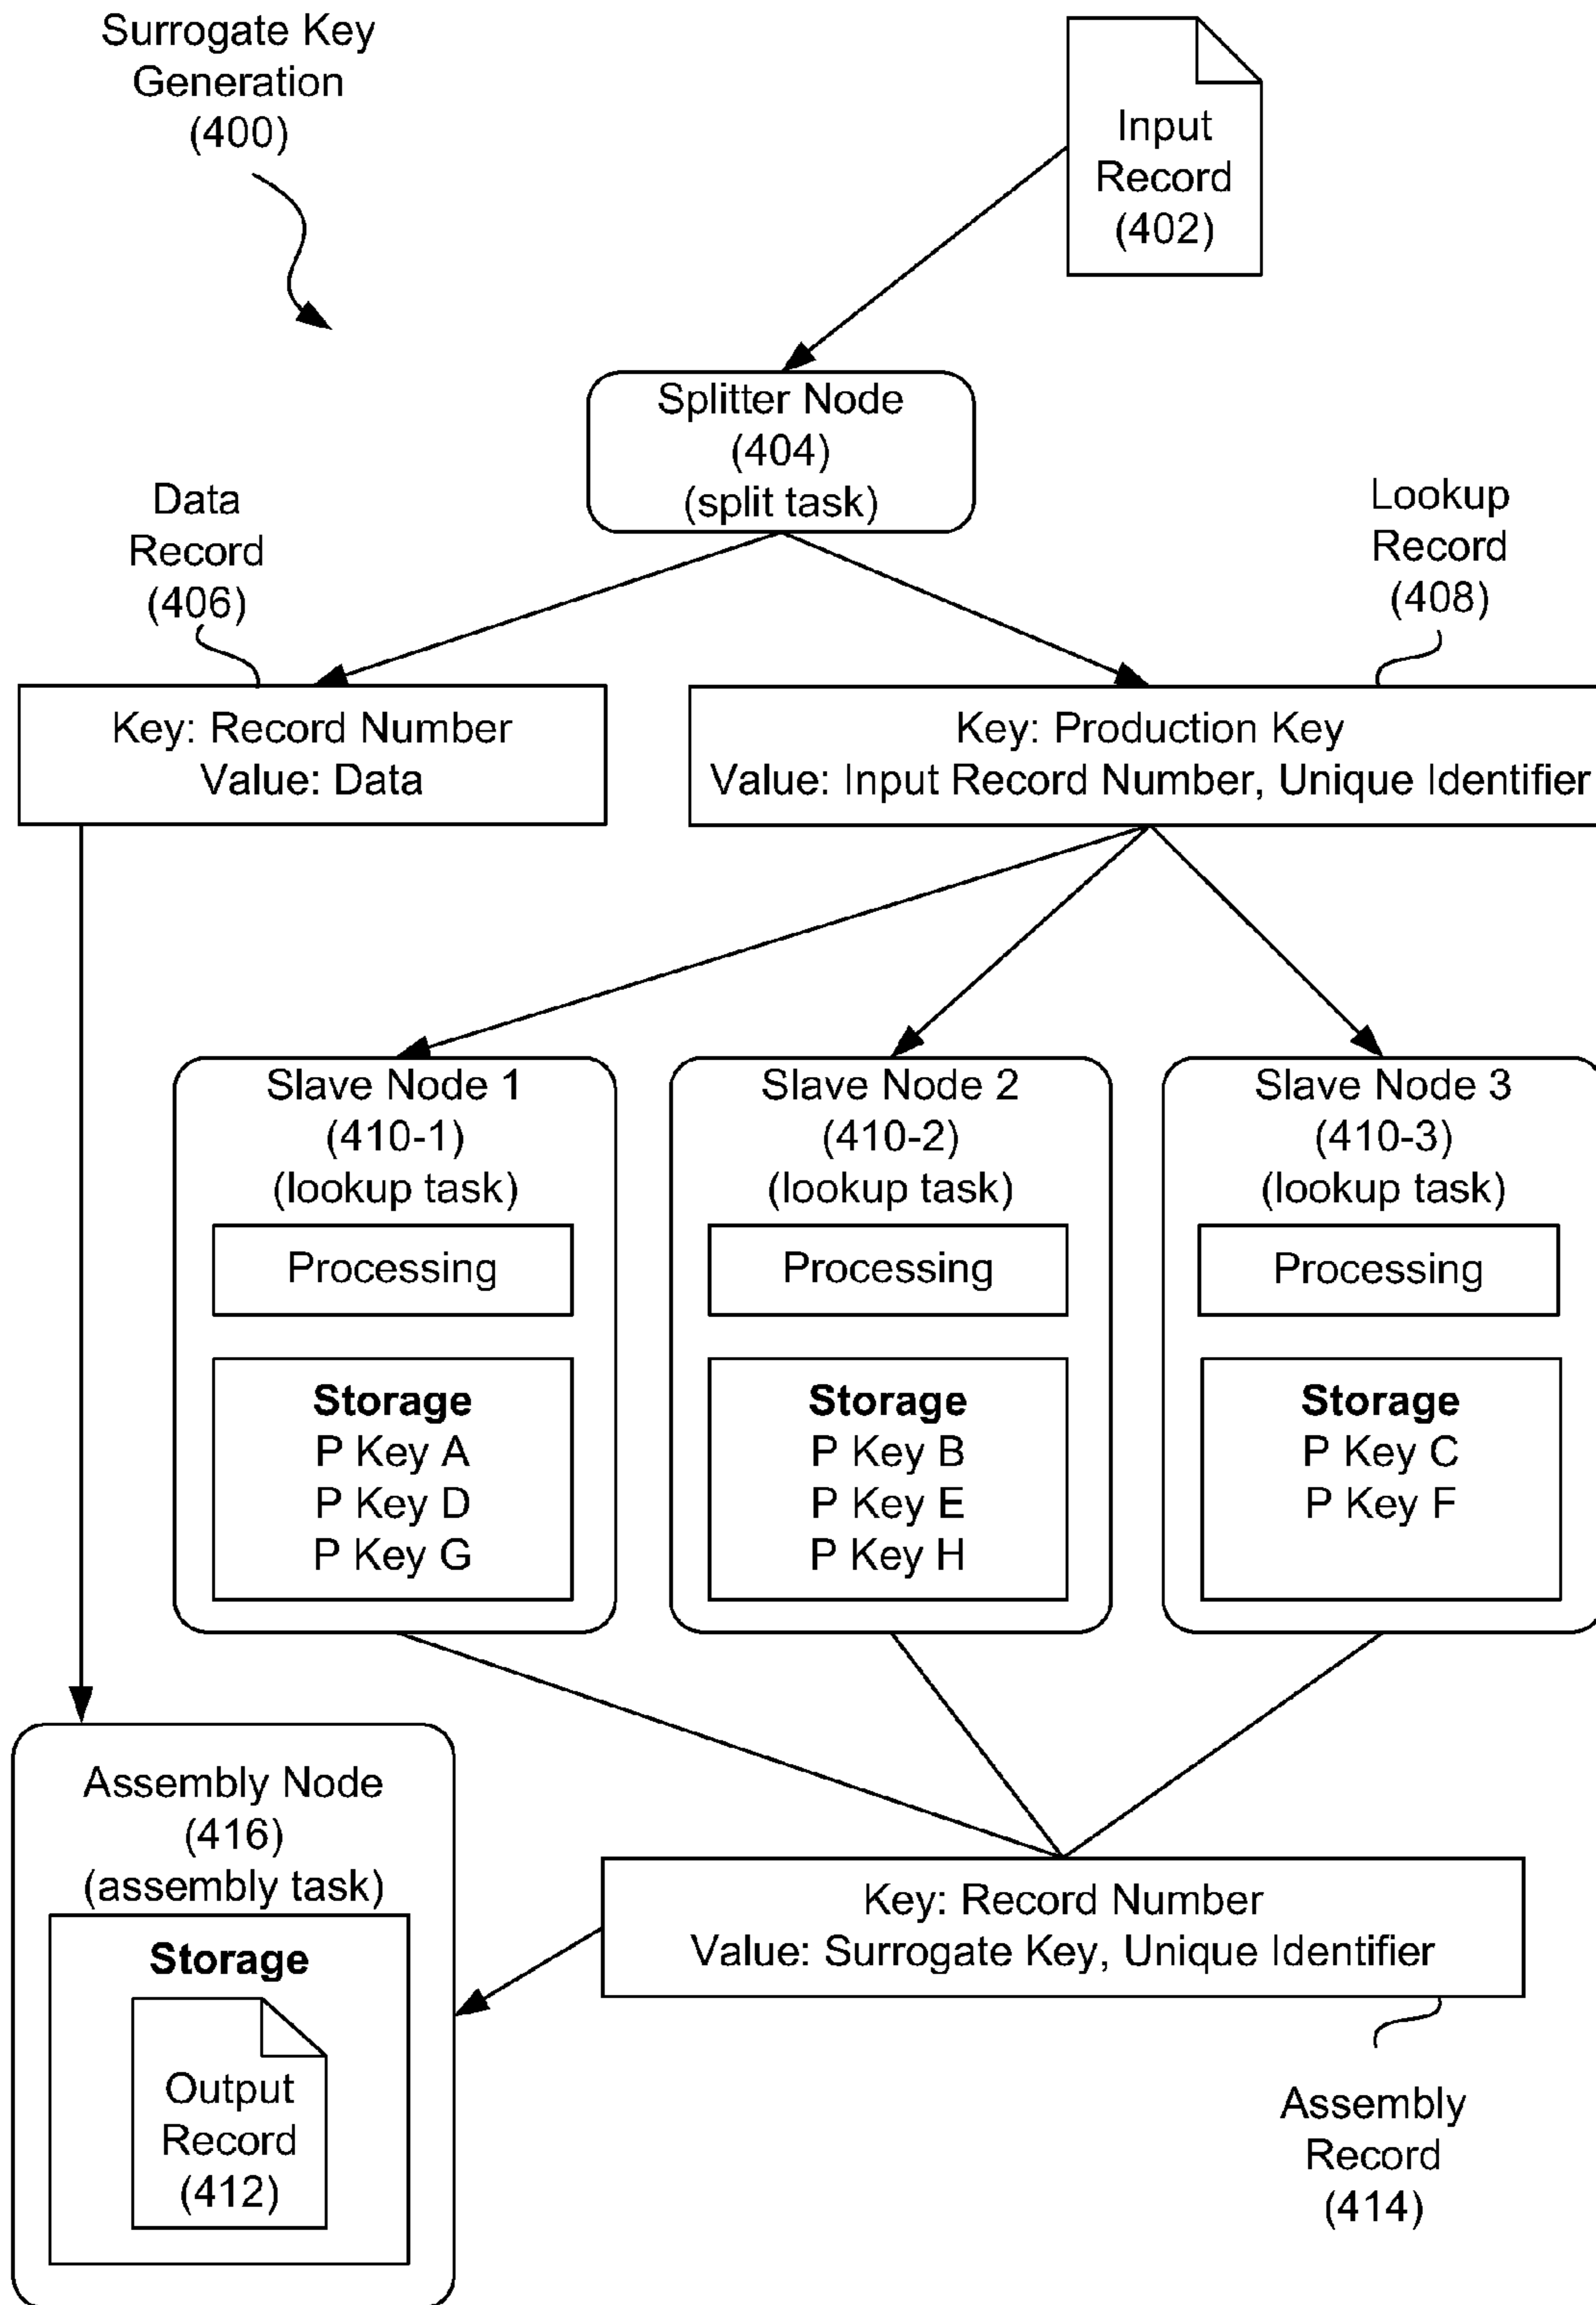 Surrogate Key
Generation
(400)
Input
Record
(402)
Splitter Node
(404)
(split task)
Data
Record
(406)
Lookup
Record
(408)
Key: Record Number
Value: Data
Key: Production Key
Value: Input Record Number, Unique Identifier
Slave Node 1
(410-1)
(lookup task)
Processing
Storage
P Key A
P Key D
P Key G
Slave Node 2
(410-2)
(lookup task)
Processing
Storage
P Key B
P Key E
P Key H
Slave Node 3
(410-3)
(lookup task)
Processing
Storage
P Key C
P Key F
Assembly Node
(416)
(assembly task)
Storage
Output
Record
(412)
Key: Record Number
Value: Surrogate Key, Unique Identifier
Assembly
Record
(414)